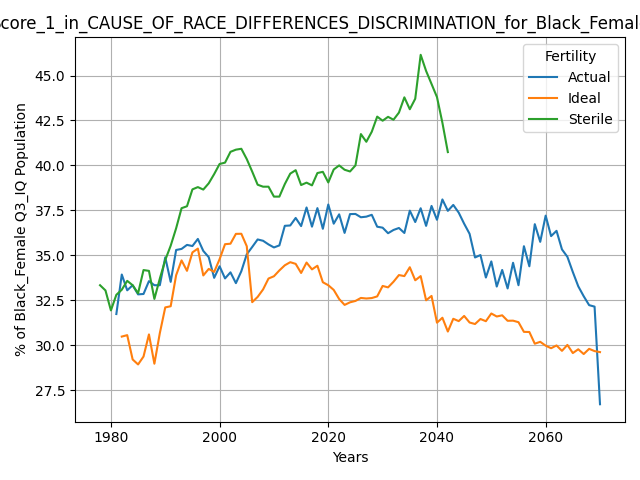 core_1_in_CAUSE_OF_RACE_DIFFERENCES_DISCRIMINATION_for_Black_Femal
Fertility
Actual
Ideal
Sterile
% of Black_Female Q3_IQ Population
45.0
42.5
40.0
37.5
35.0
32.5
30.0
27.5
1980
2000
2020
2040
2060
Years